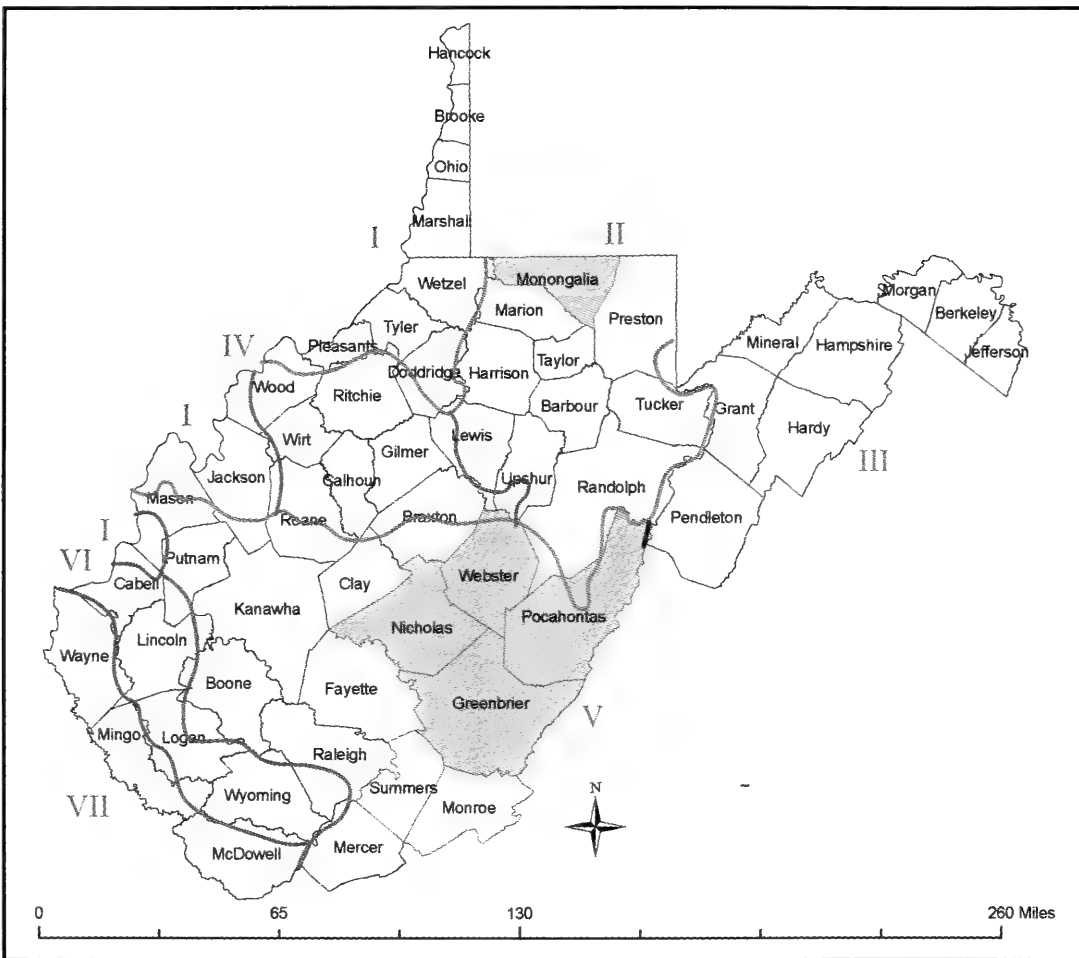 Hancock
Brooke
Ohio
Marshall
I
II
Wetzel
Monongalia
Marion
Preston
Morgan
Berkeley
Jefferson
Tyler
Pleasants
IV
Doddridge
Harrison
Taylor
Mineral
Hampshire
Wood
Ritchie
Barbour
Tucker
Grant
Hardy
I
Wirt
Lewis
Gilmer
III
Jackson
Calhoun
Upshur
Randolph
Mason
Roane
Braxton
Pendleton
I
VI
Putnam
Cabell
Clay
Webster
Kanawha
Pocahontas
Nicholas
Lincoln
Wayne
Boone
Fayette
Greenbrier
V
Mingo
Logan
Raleigh
Summers
VII
Wyoming
Monroe
N
McDowell
Mercer
0 65 130 260 Miles